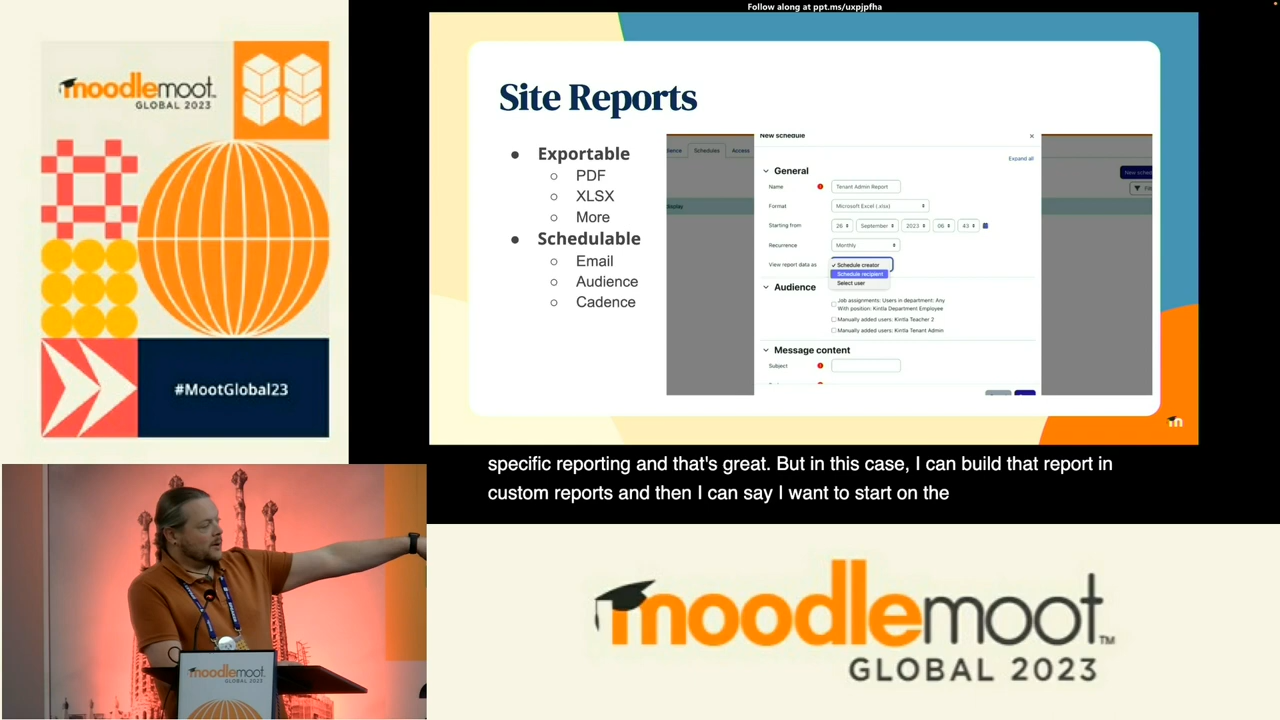 Follow along at ppt.ms/uxpjpfha
moodlemoot
GLOBAL 2023
#MootGlobal23
Site Reports
Exportable
PDF
XLSX
More
Schedulable
Email
Audience
Cadence
New schedule
Schedules
Access
Expand all
General
Name
Tenant Admin Report
Format
Microsoft Excel (.xlsx)
Starting from
26 September 2023 06 43
Recurrence
Monthly
View report data as
✓ Schedule creator
Schedule recipient
Select user
Audience
Job assignments: Users in department: Any
With position: Kintla Department Employee
Manually added users: Kintla Teacher 2
Manually added users: Kintla Tenant Admin
Message content
Subject
specific reporting and that's great. But in this case, I can build that report in
custom reports and then I can say I want to start on the
moodlemoot
GLOBAL 2023
moodlemoot™
GLOBAL 2023